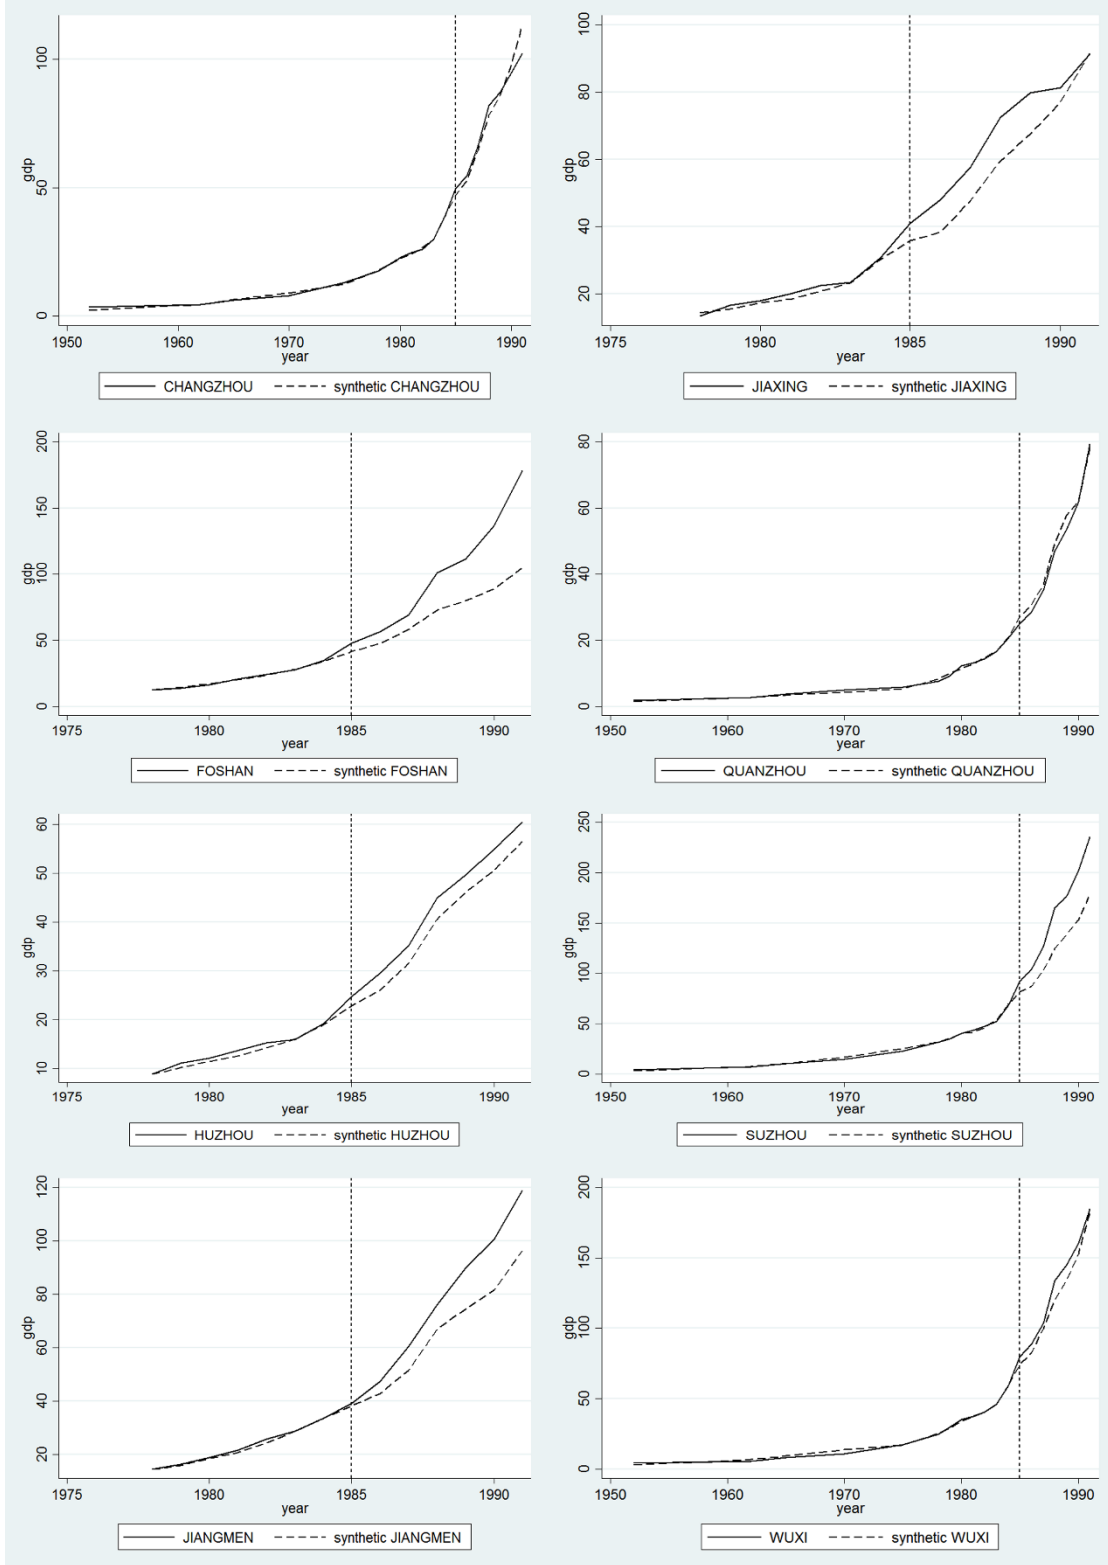 gdp
100
50
0
1950 1960 1970 1980 1990
year
CHANGZHOU synthetic CHANGZHOU
gdp
100
80
60
40
20
1975 1980 1985 1990
year
JIAXING synthetic JIAXING
gdp
200
150
100
50
0
1975 1980 1985 1990
year
FOSHAN synthetic FOSHAN
gdp
80
60
40
20
0
1950 1960 1970 1980 1990
year
QUANZHOU synthetic QUANZHOU
gdp
60
50
40
30
20
10
1975 1980 1985 1990
year
HUZHOU synthetic HUZHOU
gdp
250
200
150
100
50
0
1950 1960 1970 1980 1990
year
SUZHOU synthetic SUZHOU
gdp
120
100
80
60
40
20
1975 1980 1985 1990
year
JIANGMEN synthetic JIANGMEN
gdp
200
150
100
50
0
1950 1960 1970 1980 1990
year
WUXI synthetic WUXI